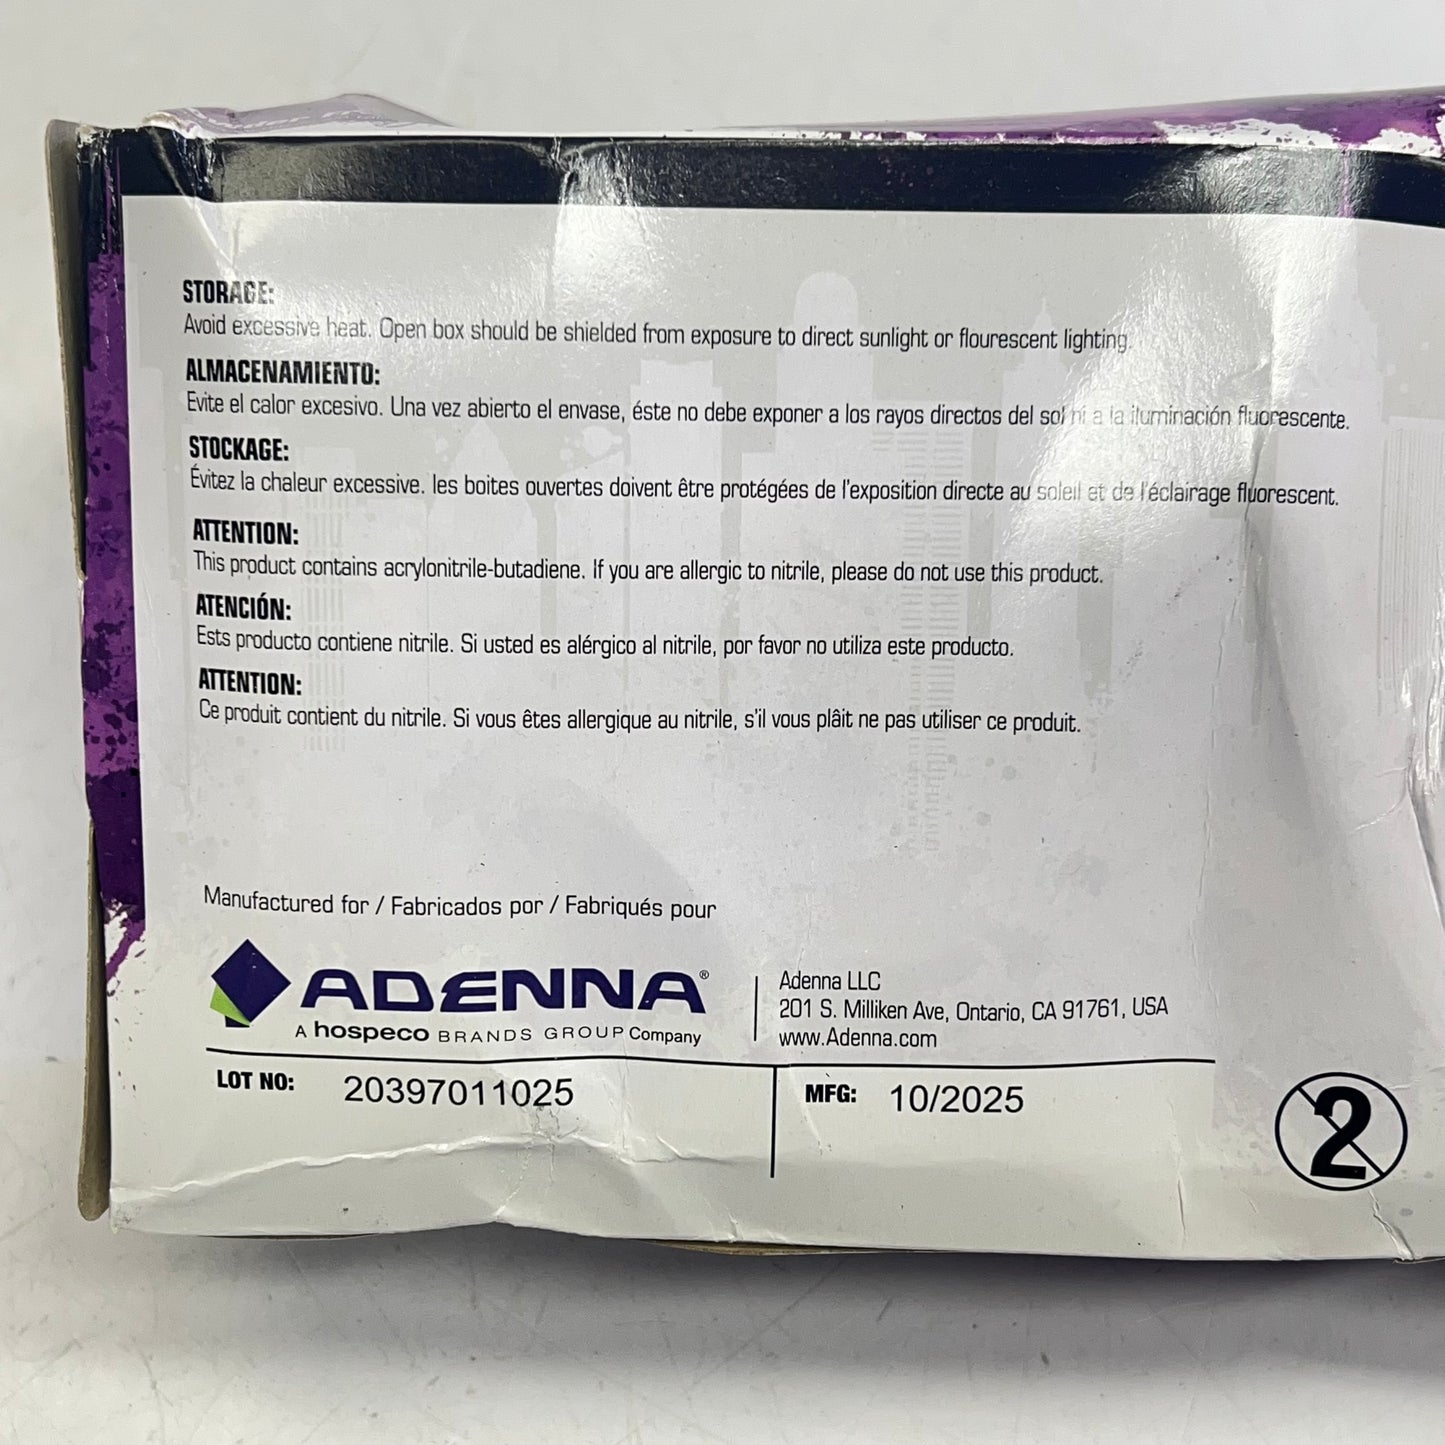 STORAGE:
Avoid excessive heat. Open box should be shielded from exposure to direct sunlight or flourescent lighting.
ALMACENAMIENTO:
Evite el calor excesivo. Una vez abierto el envase, éste no debe exponer a los rayos directos del sol ni a la iluminación fluorescente.
STOCKAGE:
Évitez la chaleur excessive. les boites ouvertes doivent être protégées de l'exposition directe au soleil et de l'éclairage fluorescent.
ATTENTION:
This product contains acrylonitrile-butadiene. If you are allergic to nitrile, please do not use this product.
ATENCIÓN:
Ests producto contiene nitrile. Si usted es alérgico al nitrile, por favor no utiliza este producto.
ATTENTION:
Ce produit contient du nitrile. Si vous êtes allergique au nitrile, s'il vous plâit ne pas utiliser ce produit.
Manufactured for / Fabricados por / Fabriqués pour
ADENNA®
A hospeco BRANDS GROUP Company
Adenna LLC
201 S. Milliken Ave, Ontario, CA 91761, USA
www.Adenna.com
LOT NO: 20397011025
MFG: 10/2025
2